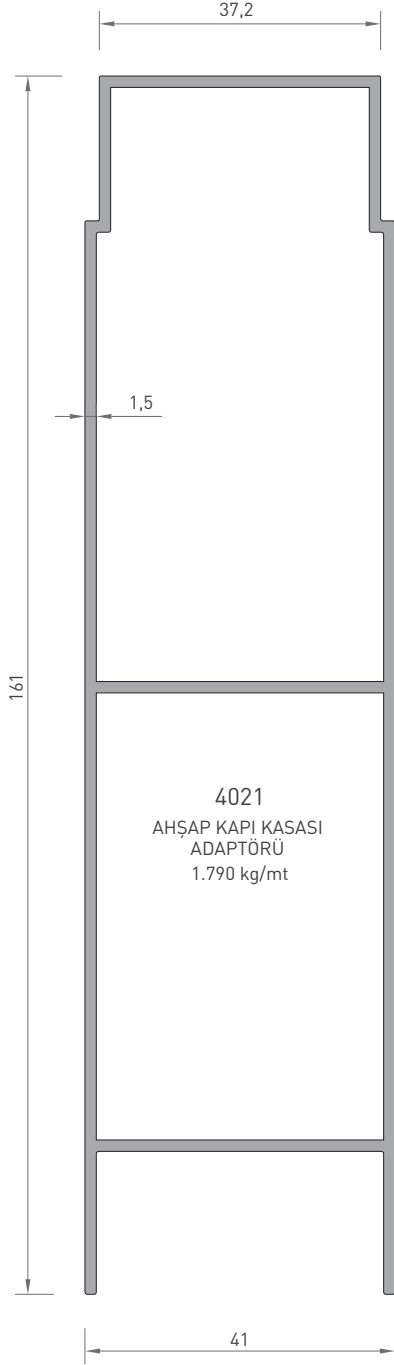 37,2
1,5
161
4021
AHŞAP KAPI KASASI
ADAPTÖRÜ
1.790 kg/mt
41